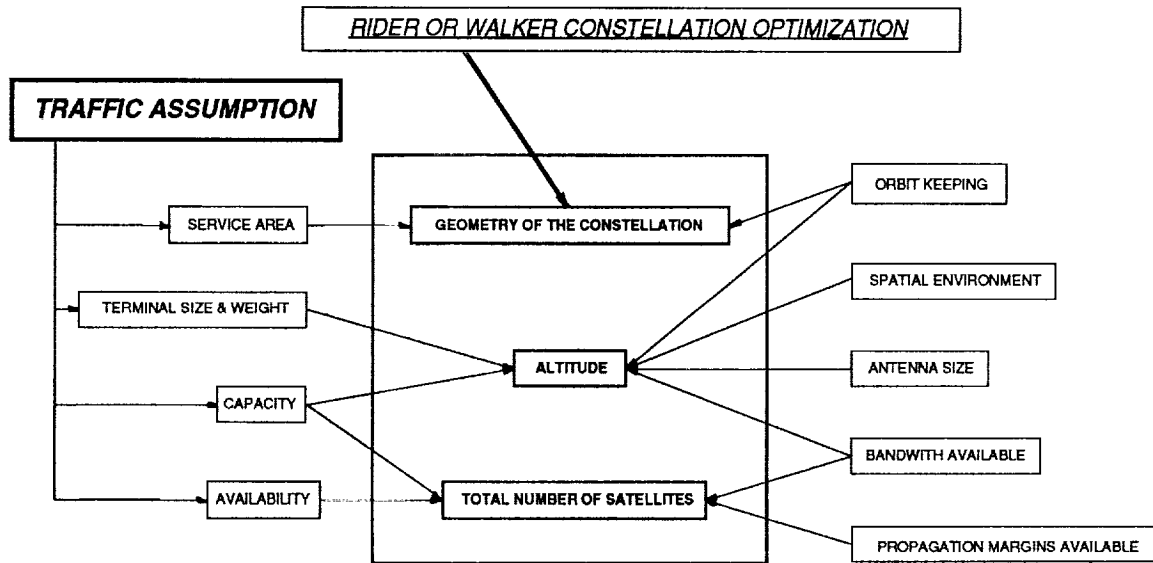 RIDER OR WALKER CONSTELLATION OPTIMIZATION
TRAFFIC ASSUMPTION
ORBIT KEEPING
SERVICE AREA
GEOMETRY OF THE CONSTELLATION
SPATIAL ENVIRONMENT
TERMINAL SIZE & WEIGHT
ALTITUDE
ANTENNA SIZE
CAPACITY
BANDWITH AVAILABLE
AVAILABILITY
TOTAL NUMBER OF SATELLITES
PROPAGATION MARGINS AVAILABLE